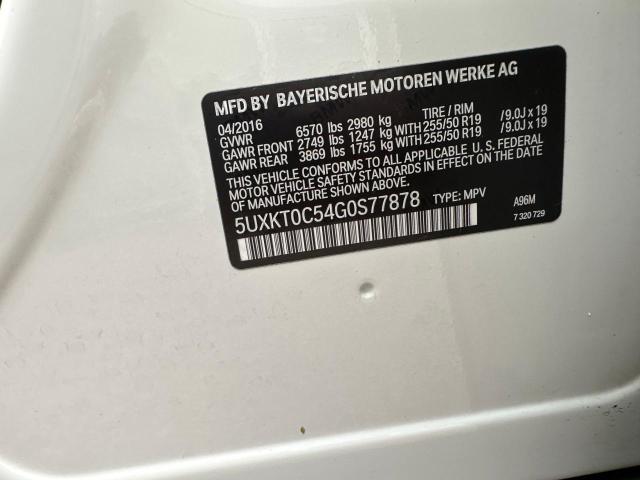 MFD BY BAYERISCHE MOTOREN WERKE AG
04/2016
GVWR 6570 lbs 2980 kg TIRE / RIM
GAWR FRONT 2749 lbs 1247 kg WITH 255/50 R19 /9.0J x 19
GAWR REAR 3869 lbs 1755 kg WITH 255/50 R19 /9.0J x 19
THIS VEHICLE CONFORMS TO ALL APPLICABLE U.S. FEDERAL
MOTOR VEHICLE SAFETY STANDARDS IN EFFECT ON THE DATE
OF MANUFACTURE SHOWN ABOVE.
5UXKT0C54G0S77878 TYPE: MPV A96M
7 320 729